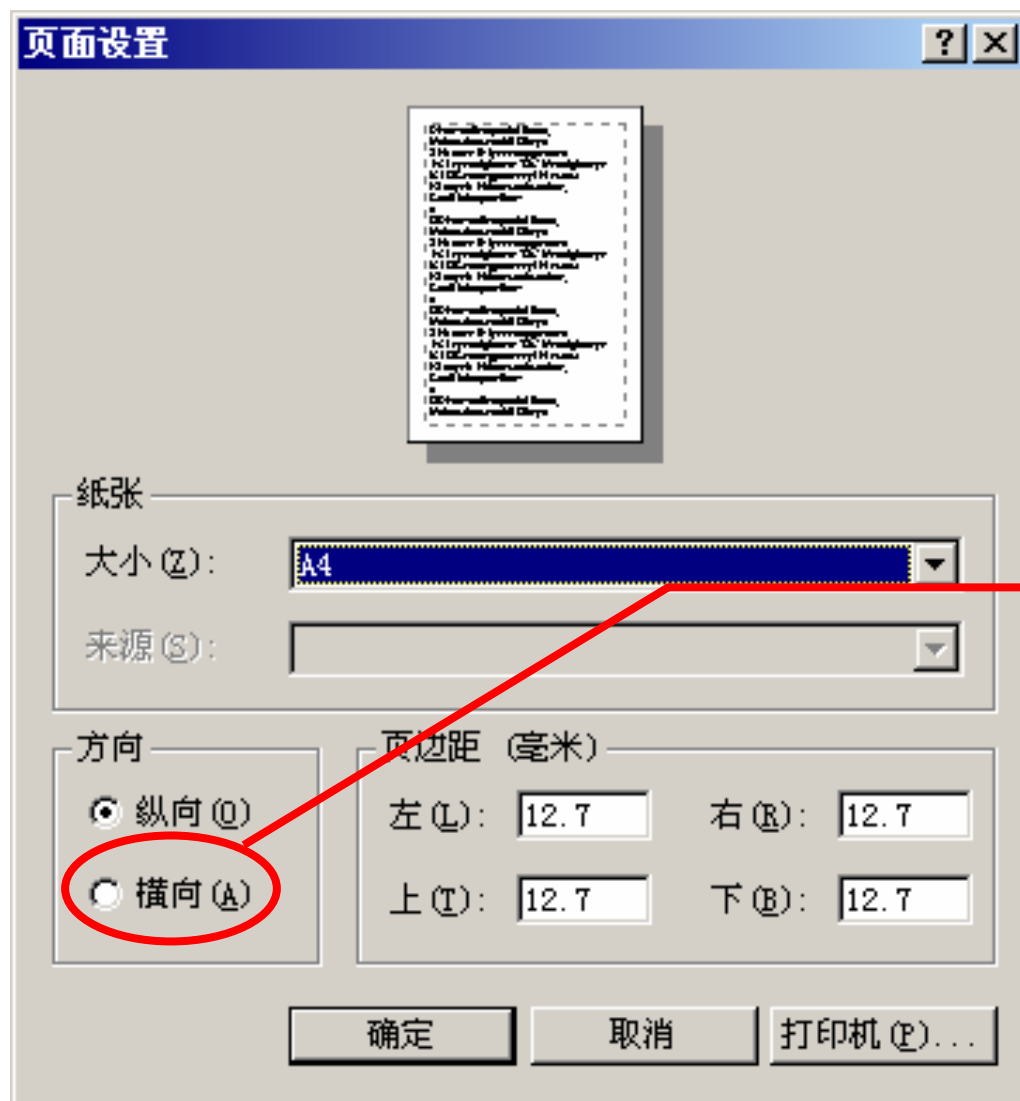 页面设置
纸张
大小(Z):
A4
来源(S):
方向
纵向(O)
横向(A)
页边距 (毫米)
左(L): 12.7 右(R): 12.7
上(T): 12.7 下(B): 12.7
确定 取消 打印机(P)...